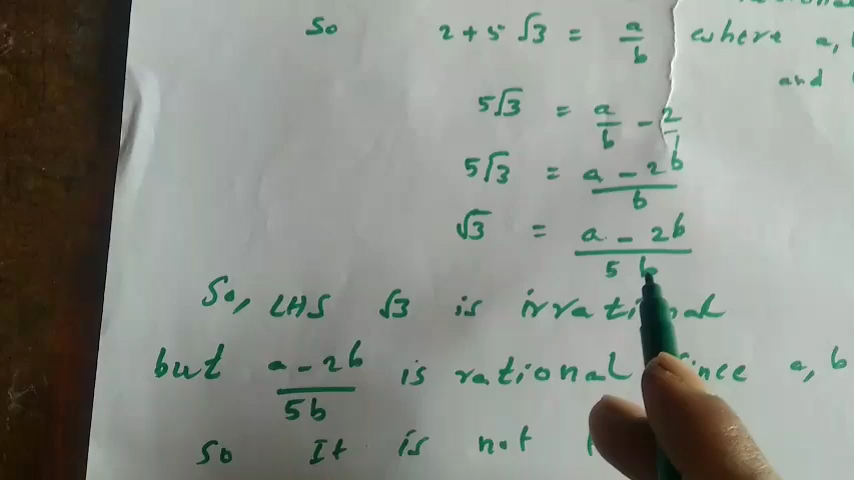 So 2 + 5 √3 = a/b where a,
and
5√3 = a/b - 2/1
5√3 = (a - 2b)/b
√3 = (a - 2b)/(5b)
So, LHS √3 is irrational
but (a - 2b)/(5b) is rational since a, b
so It is not